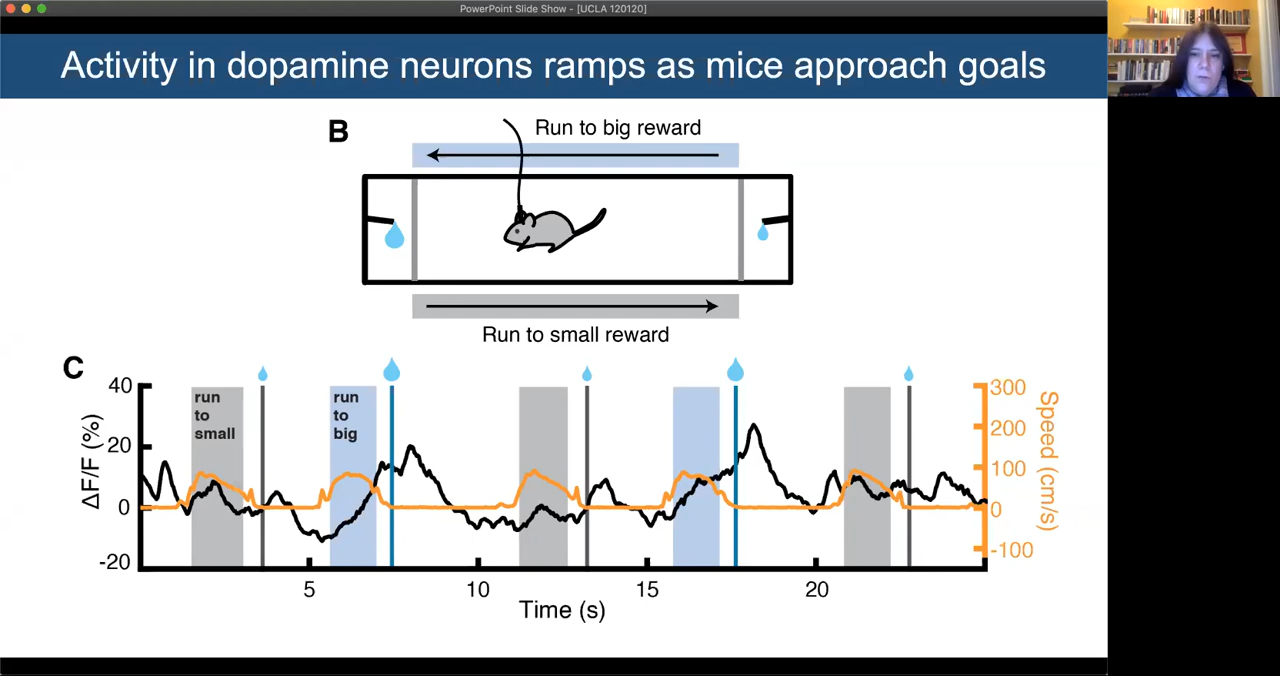 PowerPoint Slide Show - [UCLA 120120]
Activity in dopamine neurons ramps as mice approach goals
B
Run to big reward
Run to small reward
C
ΔF/F (%)
40
20
0
-20
run
to
small
run
to
big
300
200
100
0
-100
Speed (cm/s)
5
10
15
20
Time (s)